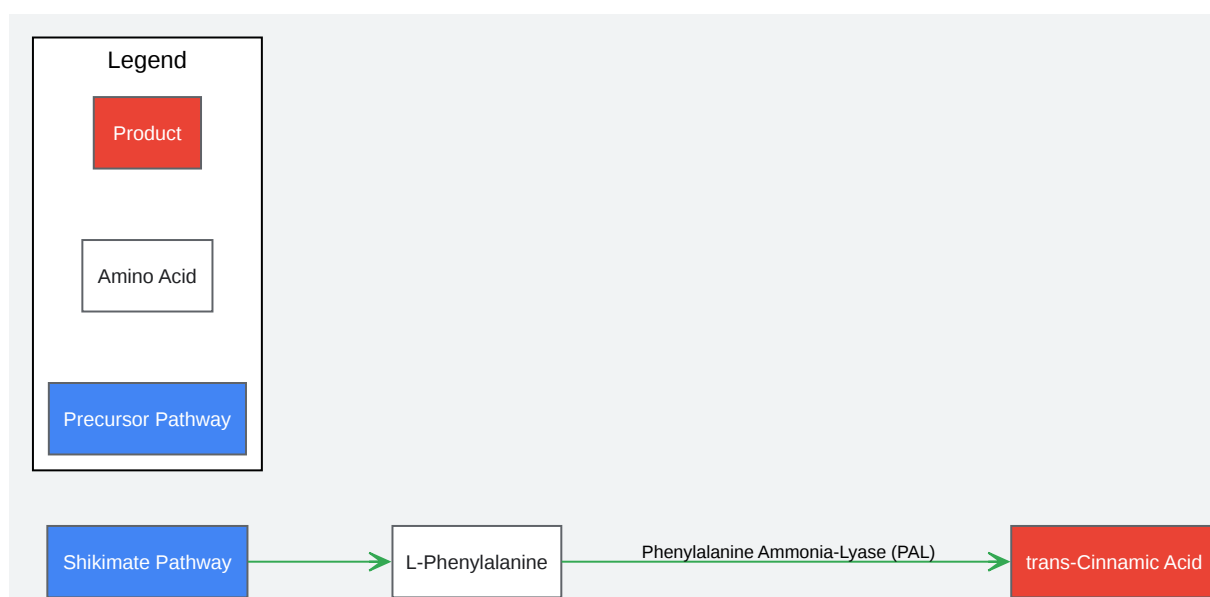 Legend
Product
Amino Acid
Precursor Pathway
Shikimate Pathway
L-Phenylalanine
Phenylalanine Ammonia-Lyase (PAL)
trans-Cinnamic Acid